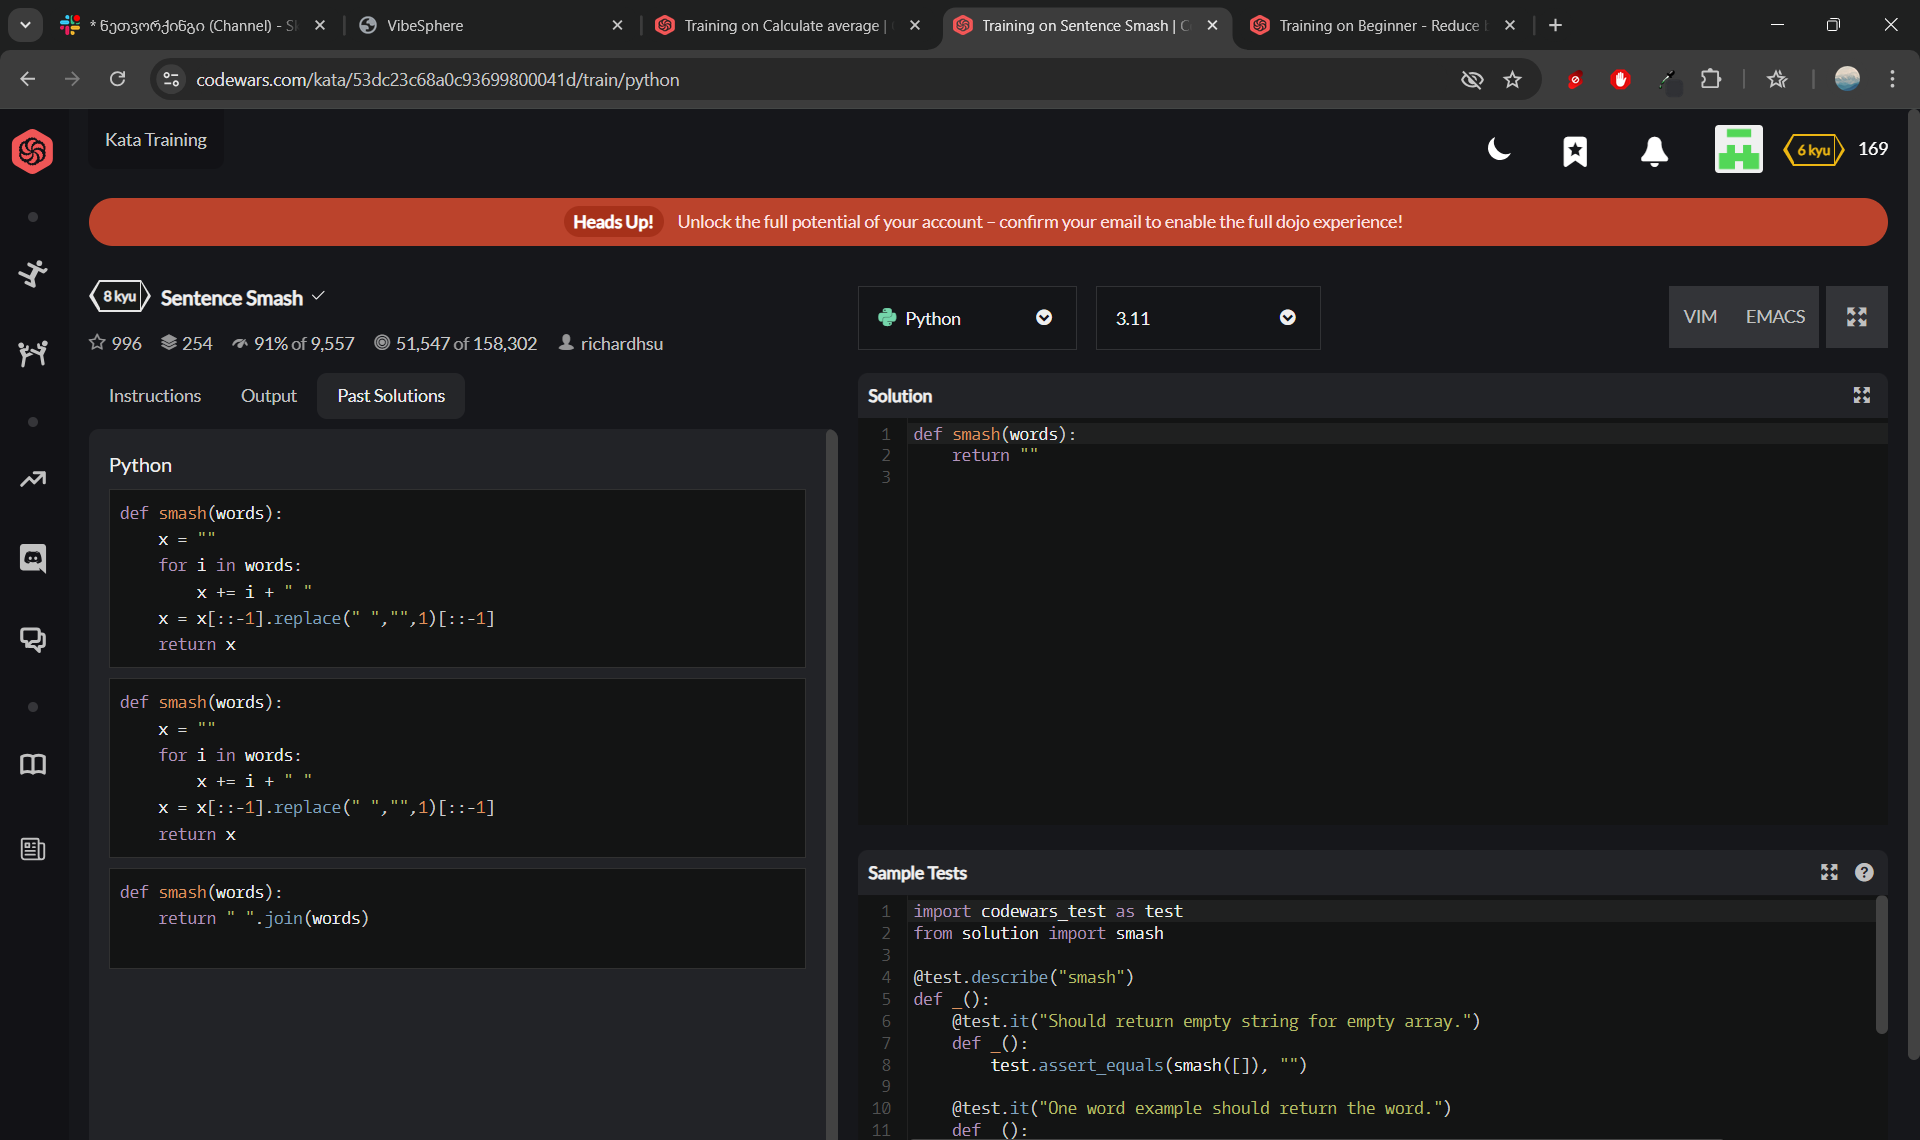 * ნეთვორქინგი (Channel) - Sl
VibeSphere
Training on Calculate average |
Training on Sentence Smash | C
Training on Beginner - Reduce b
codewars.com/kata/53dc23c68a0c93699800041d/train/python
Kata Training
6 kyu
169
Heads Up! Unlock the full potential of your account – confirm your email to enable the full dojo experience!
8 kyu Sentence Smash
996 254 91% of 9,557 51,547 of 158,302 richardhsu
Python
3.11
VIM EMACS
Instructions Output Past Solutions
Python
def smash(words):
    x = ""
    for i in words:
        x += i + " "
    x = x[::-1].replace(" ","",1)[::-1]
    return x
def smash(words):
    x = ""
    for i in words:
        x += i + " "
    x = x[::-1].replace(" ","",1)[::-1]
    return x
def smash(words):
    return " ".join(words)
Solution
1 def smash(words):
2     return ""
3
Sample Tests
?
1 import codewars_test as test
2 from solution import smash
3
4 @test.describe("smash")
5 def _():
6     @test.it("Should return empty string for empty array.")
7     def _():
8         test.assert_equals(smash([]), "")
9
10     @test.it("One word example should return the word.")
11     def _():